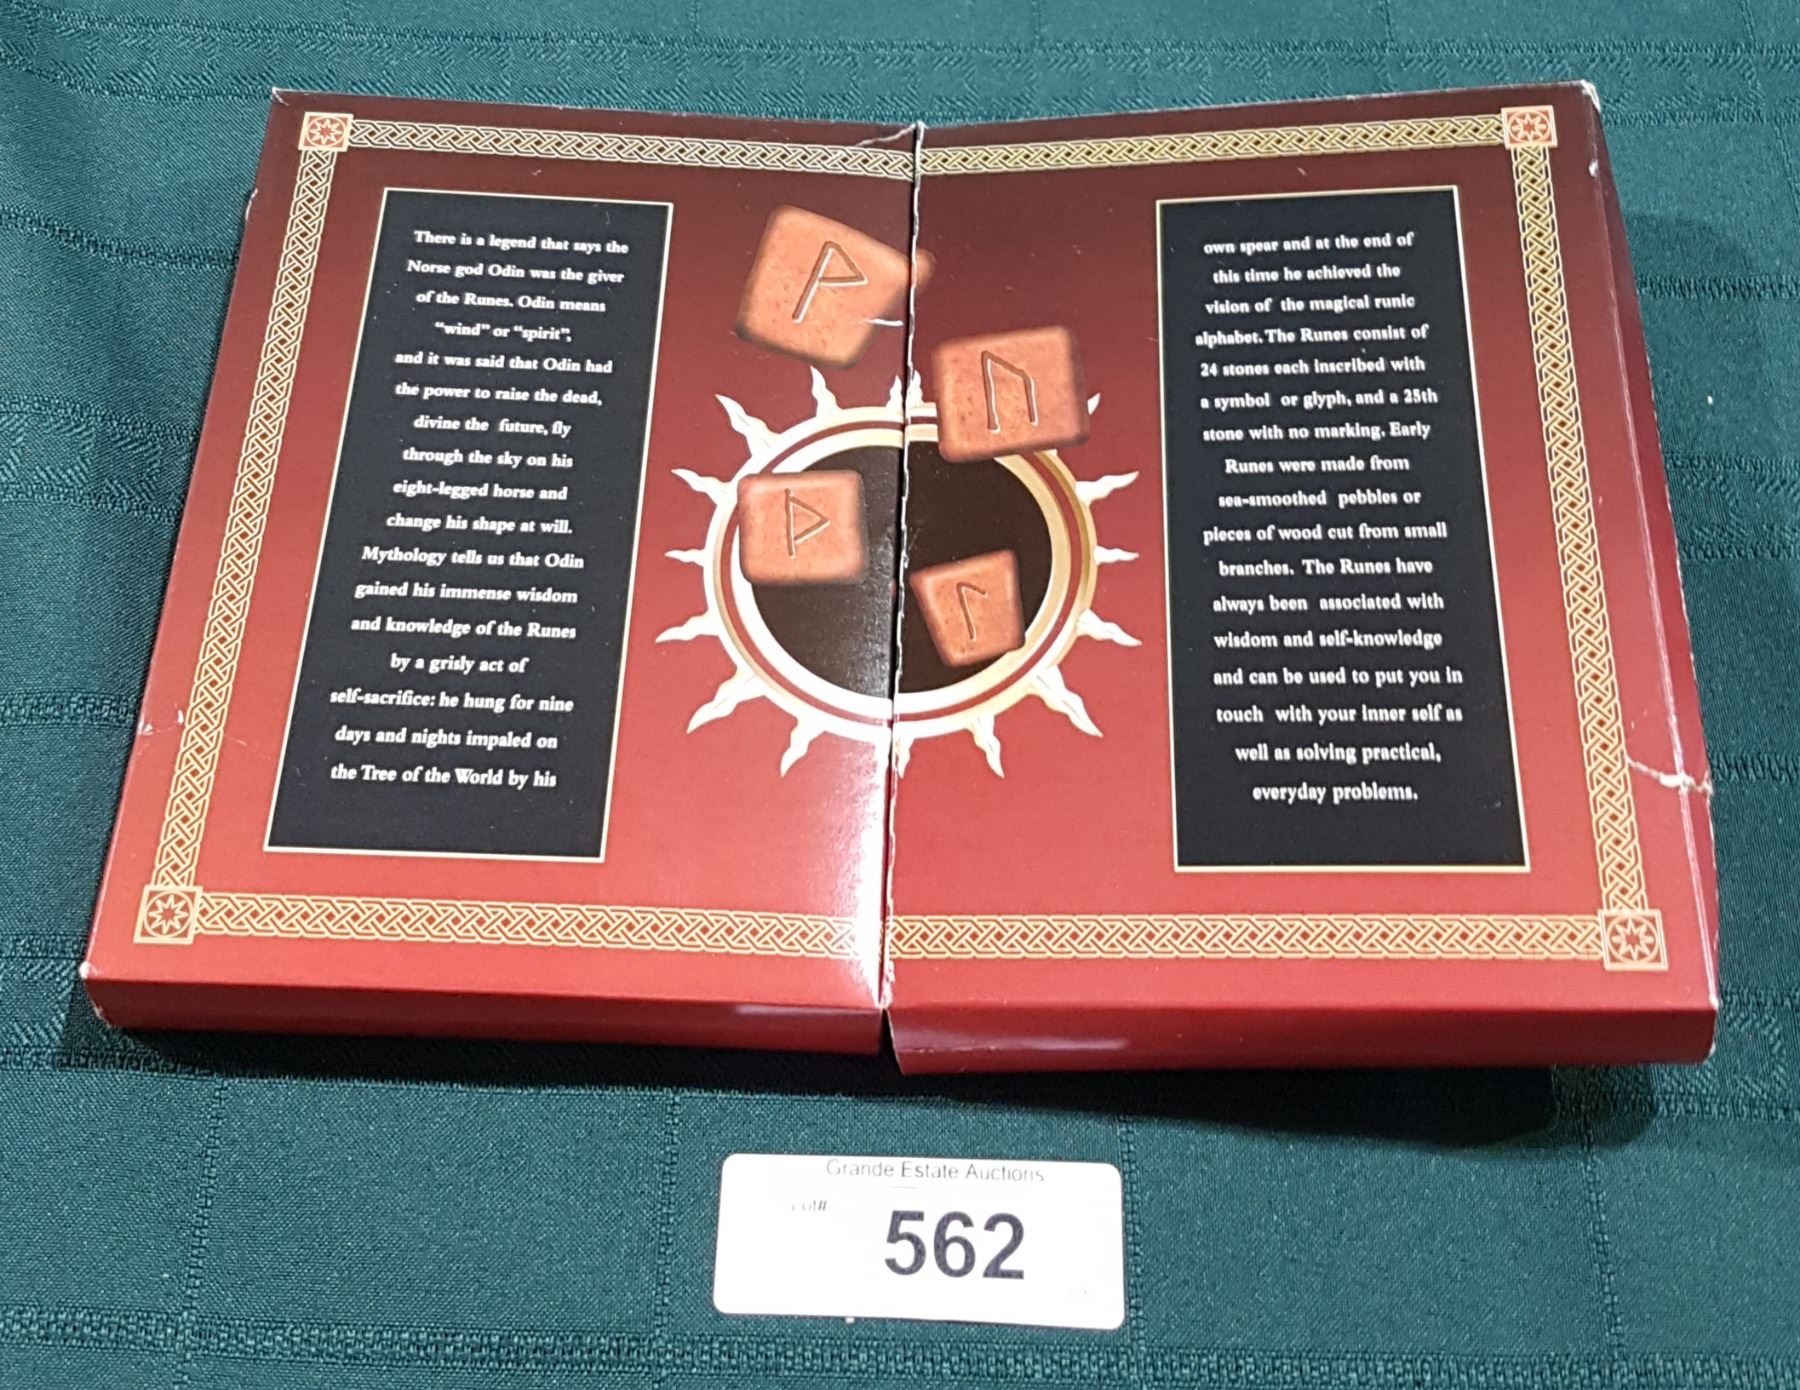 There is a legend that says the
Norse god Odin was the giver
of the Runes. Odin means
“wind” or “spirit”,
and it was said that Odin had
the power to raise the dead,
divine the future, fly
through the sky on his
eight-legged horse and
change his shape at will.
Mythology tells us that Odin
gained his immense wisdom
and knowledge of the Runes
by a grisly act of
self-sacrifice: he hung for nine
days and nights impaled on
the Tree of the World by his
own spear and at the end of
this time he achieved the
vision of the magical runic
alphabet. The Runes consist of
24 stones each inscribed with
a symbol or glyph, and a 25th
stone with no marking. Early
Runes were made from
sea-smoothed pebbles or
pieces of wood cut from small
branches. The Runes have
always been associated with
wisdom and self-knowledge
and can be used to put you in
touch with your inner self as
well as solving practical,
everyday problems.
ᚹ
ᚢ
ᚦ
ᛚ
Grande Estate Auctions
Lot#
562